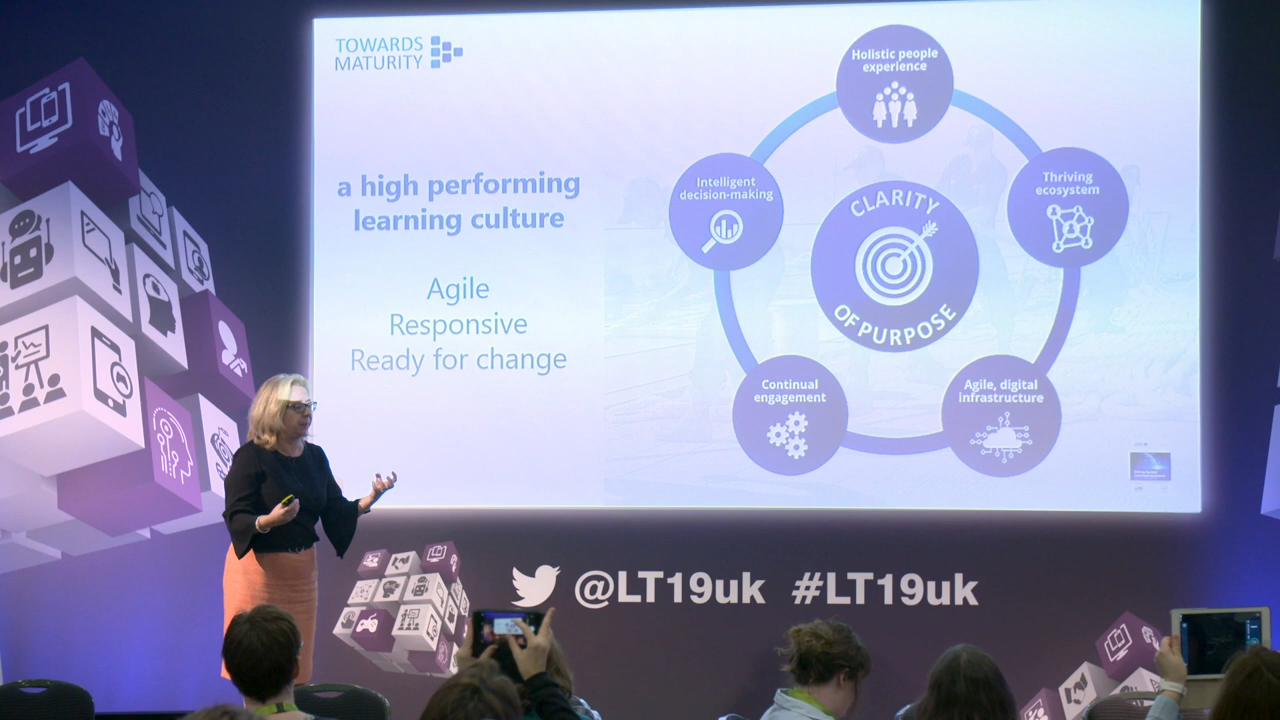 TOWARDS
MATURITY
a high performing
learning culture
Agile
Responsive
Ready for change
Holistic people
experience
Intelligent
decision-making
Thriving
ecosystem
CLARITY
OF PURPOSE
Continual
engagement
Agile, digital
infrastructure
@LT19uk #LT19uk